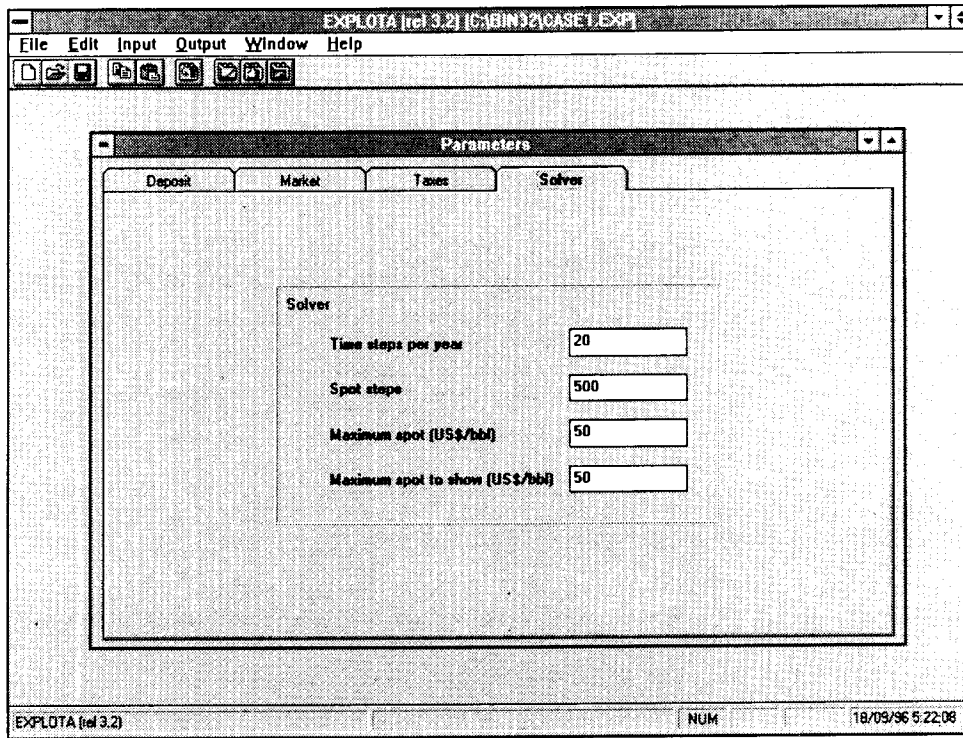 EXPLOTA (rel 3.2) [C:\BIN32\CASE1.EXP]
File Edit Input Output Window Help
Parameters
Deposit Market Taxes Solver
Solver
Time steps per year 20
Spot steps 500
Maximum spot (US$/bbl) 50
Maximum spot to show (US$/bbl) 50
EXPLOTA (rel 3.2) NUM 18/09/96 5:22:08